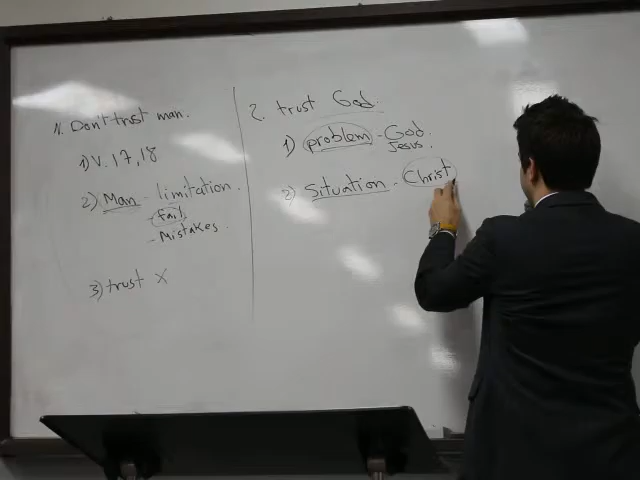 1. Don't trust man.
1) V. 17, 18
2) Man - limitation.
- fail.
- Mistakes.
3) trust X
2. trust God.
1) problem - God.
Jesus.
2) Situation - Christ